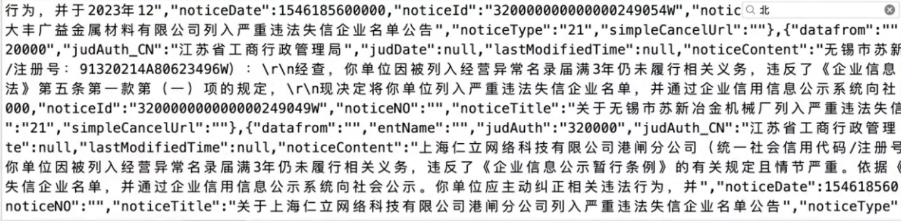 行为，并于2023年12","noticeDate":1546185600000,"noticeId":"320000000000000249054W","notic
北
大丰广益金属材料有限公司列入严重违法失信企业名单公告","noticeType":"21","simpleCancelUrl":""},{"datafrom":""
20000","judAuth_CN":"江苏省工商行政管理局","judDate":null,"lastModifiedTime":null,"noticeContent":"无锡市苏新
/注册号：91320214A80623496W）：\r\n经查，你单位因被列入经营异常名录届满3年仍未履行相关义务，违反了《企业信息
法》第五条第一款第（一）项的规定，\r\n现决定将你单位列入严重违法失信企业名单，并通过企业信用信息公示系统向社
000,"noticeId":"320000000000000249049W","noticeNO":"","noticeTitle":"关于无锡市苏新冶金机械厂列入严重违法失信
":"21","simpleCancelUrl":""},{"datafrom":"","entName":"","judAuth":"320000","judAuth_CN":"江苏省工商行政管理
te":null,"lastModifiedTime":null,"noticeContent":"上海仁立网络科技有限公司港闸分公司（统一社会信用代码/注册号
你单位因被列入经营异常名录届满3年仍未履行相关义务，违反了《企业信息公示暂行条例》的有关规定且情节严重。依据《
失信企业名单，并通过企业信用信息公示系统向社会公示。你单位应主动纠正相关违法行为，并","noticeDate":154618560
noticeNO":"","noticeTitle":"关于上海仁立网络科技有限公司港闸分公司列入严重违法失信企业名单公告","noticeType"